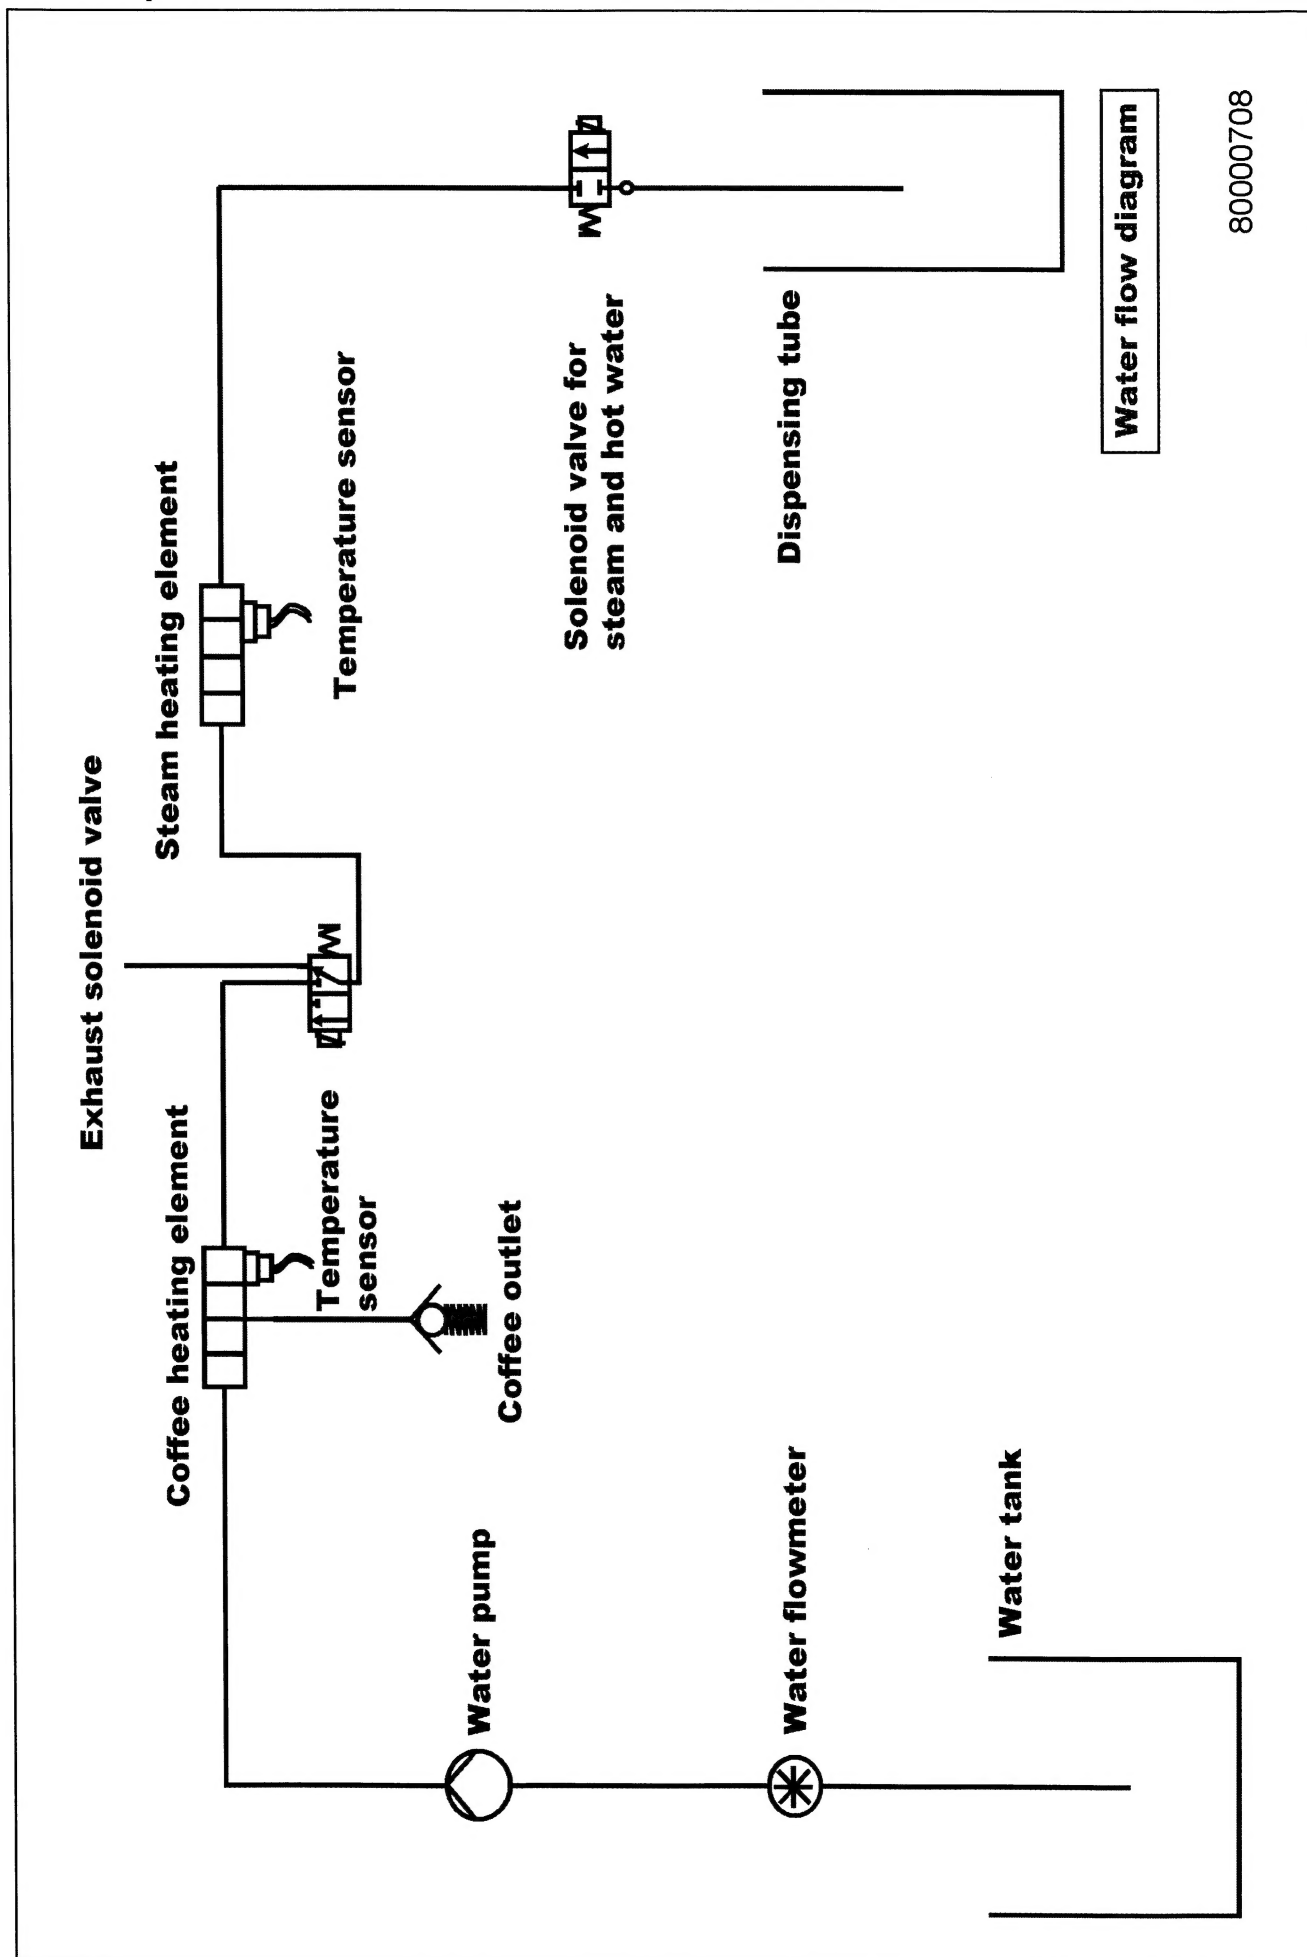 Exhaust solenoid valve
Coffee heating element
Steam heating element
Temperature
sensor
Temperature sensor
Coffee outlet
Water pump
Solenoid valve for
steam and hot water
Water flowmeter
Dispensing tube
Water tank
Water flow diagram
80000708